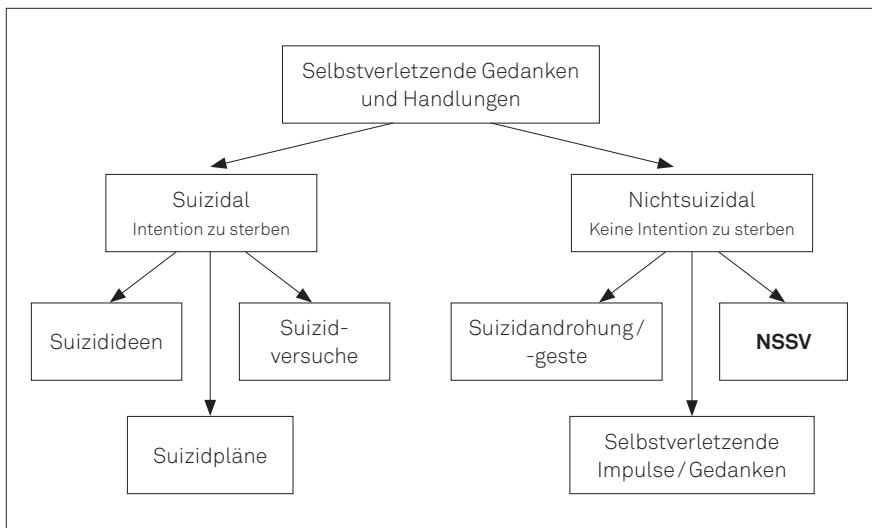 Selbstverletzende Gedanken
und Handlungen
Suizidal
Intention zu sterben
Nichtsuizidal
Keine Intention zu sterben
Suizidideen
Suizid-
versuche
Suizidandrohung/
-geste
NSSV
Suizidpläne
Selbstverletzende
Impulse/Gedanken